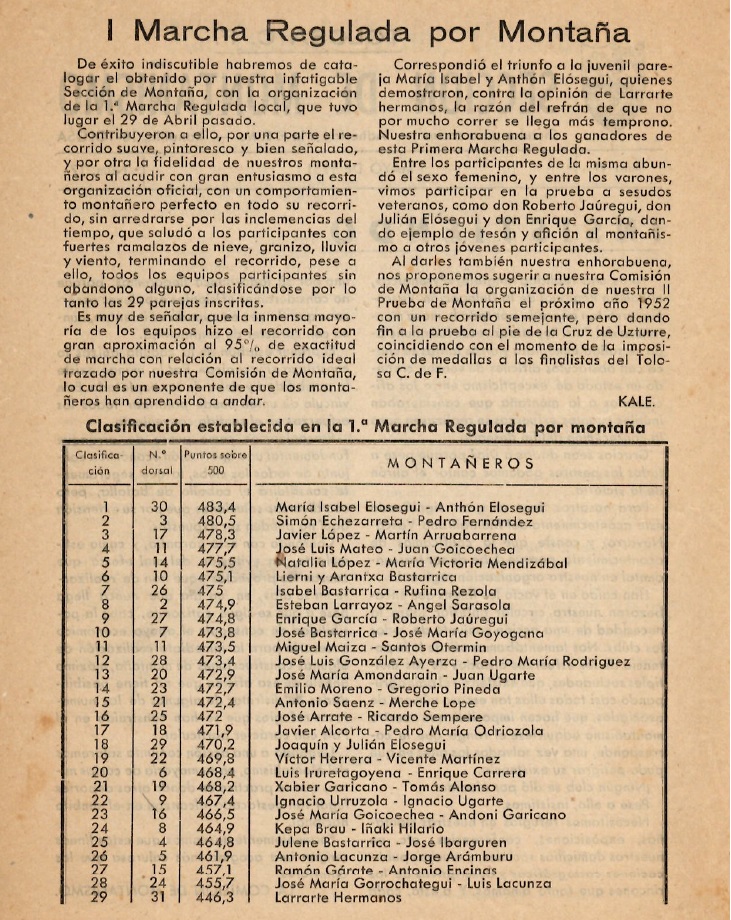 I Marcha Regulada por Montaña
De éxito indiscutible habremos de cata-
logar el obtenido por nuestra infatigable
Sección de Montaña, con la organización
de la 1.ª Marcha Regulada local, que tuvo
lugar el 29 de Abril pasado.
Contribuyeron a ello, por una parte el re-
corrido suave, pintoresco y bien señalado,
y por otra la fidelidad de nuestros monta-
ñeros al acudir con gran entusiasmo a esta
organización oficial, con un comportamien-
to montañero perfecto en todo su recorri-
do, sin arredrarse por las inclemencias del
tiempo, que saludó a los participantes con
fuertes ramalazos de nieve, granizo, lluvia
y viento, terminando el recorrido, pese a
ello, todos los equipos participantes sin
abandono alguno, clasificándose por lo
tanto las 29 parejas inscritas.
Es muy de señalar, que la inmensa mayo-
ría de los equipos hizo el recorrido con
gran aproximación al 95% de exactitud
de marcha con relación al recorrido ideal
trazado por nuestra Comisión de Montaña,
lo cual es un exponente de que los monta-
ñeros han aprendido a andar.
Correspondió el triunfo a la juvenil pare-
ja María Isabel y Anthón Elósegui, quienes
demostraron, contra la opinión de Larrarte
hermanos, la razón del refrán de que no
por mucho correr se llega más temprono.
Nuestra enhorabuena a los ganadores de
esta Primera Marcha Regulada.
Entre los participantes de la misma abun-
dó el sexo femenino, y entre los varones,
vimos participar en la prueba a sesudos
veteranos, como don Roberto Jaúregui, don
Julián Elósegui y don Enrique García, dan-
do ejemplo de tesón y afición al montañis-
mo a otros jóvenes participantes.
Al darles también nuestra enhorabuena,
nos proponemos sugerir a nuestra Comisión
de Montaña la organización de nuestra II
Prueba de Montaña el próximo año 1952
con un recorrido semejante, pero dando
fin a la prueba al pie de la Cruz de Uzturre,
coincidiendo con el momento de la imposi-
ción de medallas a los finalistas del Tolo-
sa C. de F.
KALE.
Clasificación establecida en la 1.ª Marcha Regulada por montaña
Clasifica-ción N.º dorsal Puntos sobre 500 MONTAÑEROS
1 30 483,4 María Isabel Elosegui - Anthón Elosegui
2 3 480,5 Simón Echezarreta - Pedro Fernández
3 17 478,3 Javier López - Martín Arruabarrena
4 11 477,7 José Luis Mateo - Juan Goicoechea
5 14 475,5 Natalia López - María Victoria Mendizábal
6 10 475,1 Lierni y Arantxa Bastarrica
7 26 475 Isabel Bastarrica - Rufina Rezola
8 2 474,9 Esteban Larrayoz - Angel Sarasola
9 27 474,8 Enrique García - Roberto Jaúregui
10 7 473,8 José Bastarrica - José María Goyogana
11 11 473,5 Miguel Maiza - Santos Otermin
12 28 473,4 José Luis González Ayerza - Pedro María Rodriguez
13 20 472,9 José María Amondarain - Juan Ugarte
14 23 472,7 Emilio Moreno - Gregorio Pineda
15 21 472,4 Antonio Saenz - Merche Lope
16 25 472 José Arrate - Ricardo Sempere
17 18 471,9 Javier Alcorta - Pedro María Odriozola
18 29 470,2 Joaquín y Julián Elosegui
19 22 469,8 Víctor Herrera - Vicente Martínez
20 6 468,4 Luis Iruretagoyena - Enrique Carrera
21 19 468,2 Xabier Garicano - Tomás Alonso
22 9 467,4 Ignacio Urruzola - Ignacio Ugarte
23 16 466,5 José María Goicoechea - Andoni Garicano
24 8 464,9 Kepa Brau - Iñaki Hilario
25 4 464,8 Julene Bastarrica - José Ibarguren
26 5 461,9 Antonio Lacunza - Jorge Arámburu
27 15 457,1 Ramón Gárate - Antonio Encinas
28 24 455,7 José María Gorrochategui - Luis Lacunza
29 31 446,3 Larrarte Hermanos